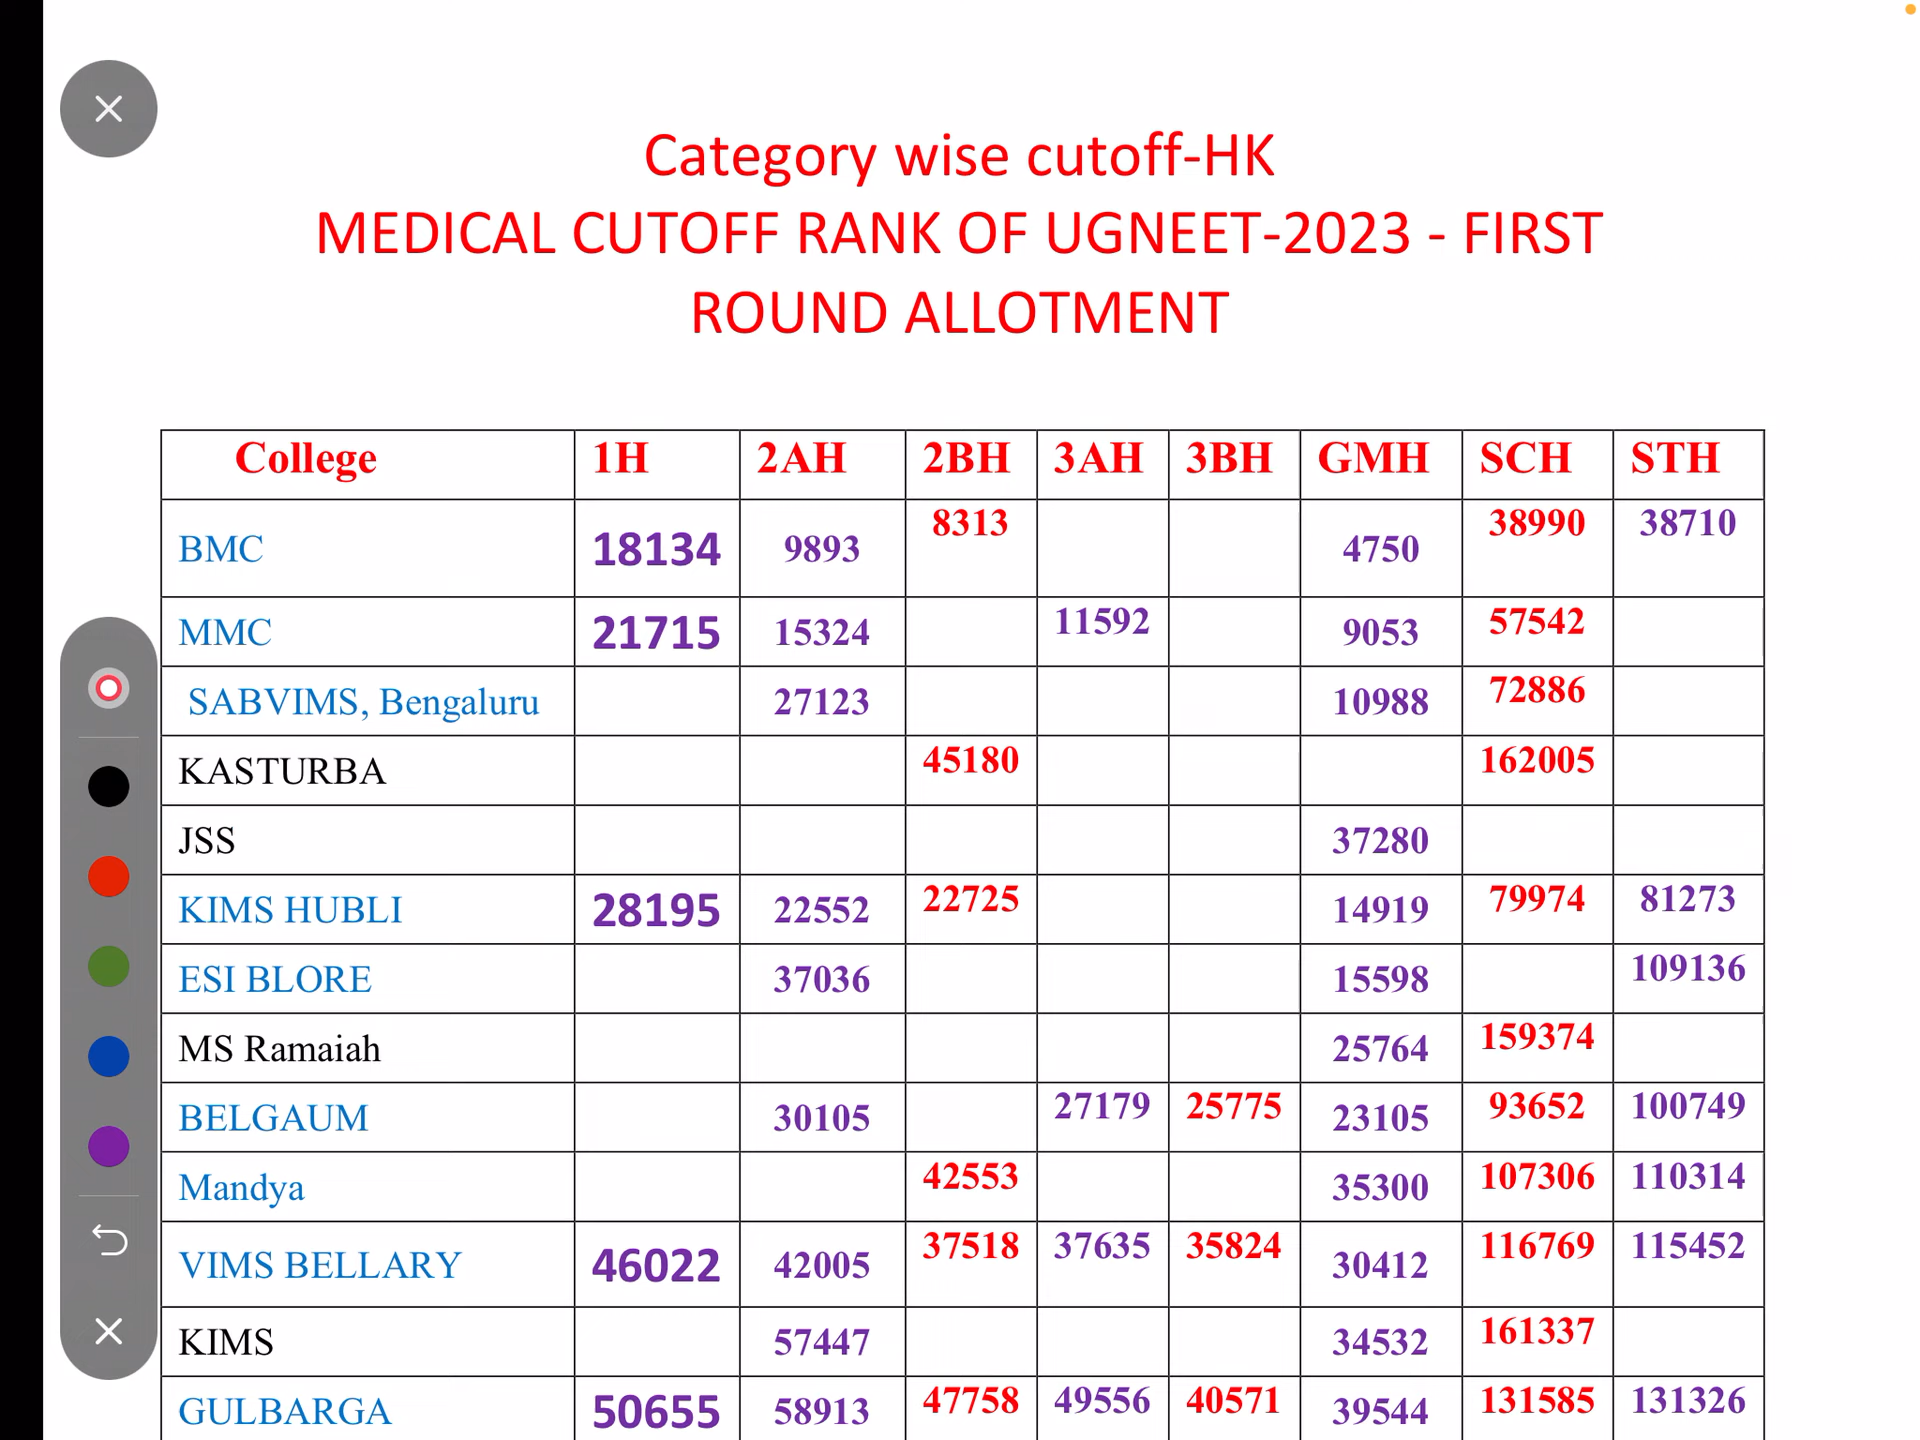 Category wise cutoff-HK
MEDICAL CUTOFF RANK OF UGNEET-2023 - FIRST
ROUND ALLOTMENT
College 1H 2AH 2BH 3AH 3BH GMH SCH STH
BMC 18134 9893 8313 4750 38990 38710
MMC 21715 15324 11592 9053 57542
SABVIMS, Bengaluru 27123 10988 72886
KASTURBA 45180 162005
JSS 37280
KIMS HUBLI 28195 22552 22725 14919 79974 81273
ESI BLORE 37036 15598 109136
MS Ramaiah 25764 159374
BELGAUM 30105 27179 25775 23105 93652 100749
Mandya 42553 35300 107306 110314
VIMS BELLARY 46022 42005 37518 37635 35824 30412 116769 115452
KIMS 57447 34532 161337
GULBARGA 50655 58913 47758 49556 40571 39544 131585 131326